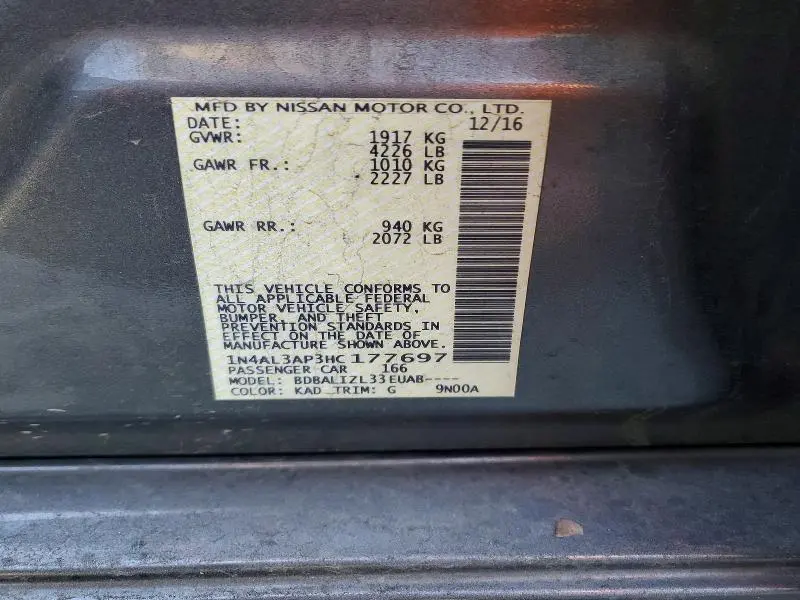 MFD BY NISSAN MOTOR CO., LTD.
DATE: 12/16
GVWR: 1917 KG
4226 LB
GAWR FR.: 1010 KG
2227 LB
GAWR RR.: 940 KG
2072 LB
THIS VEHICLE CONFORMS TO
ALL APPLICABLE FEDERAL
MOTOR VEHICLE SAFETY,
BUMPER, AND THEFT
PREVENTION STANDARDS IN
EFFECT ON THE DATE OF
MANUFACTURE SHOWN ABOVE.
1N4AL3AP3HC177697
PASSENGER CAR 166
MODEL: BDBALIZL33EUAB----
COLOR: KAD TRIM: G 9N00A